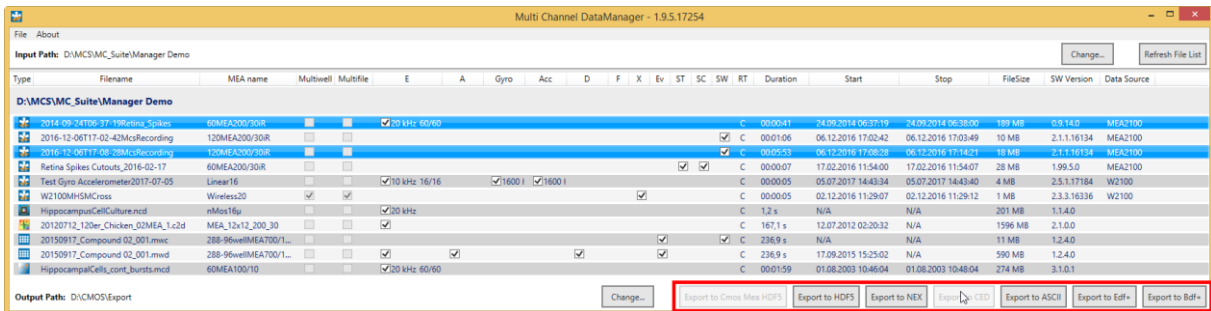 Multi Channel DataManager - 1.9.5.17254
File About
Input Path: D:\MCS\MC_Suite\Manager Demo Change... Refresh File List
Type Filename MEA name Multiwell Multifile E A Gyro Acc D F X Ev ST SC SW RT Duration Start Stop FileSize SW Version Data Source
D:\MCS\MC_Suite\Manager Demo
2014-09-24T06-37-19Retina_Spikes 60MEA200/30iR 20 kHz 60/60 C 00:00:41 24.09.2014 06:37:19 24.09.2014 06:38:00 189 MB 0.9.14.0 MEA2100
2016-12-06T17-02-42McsRecording 120MEA200/30iR C 00:01:06 06.12.2016 17:02:42 06.12.2016 17:03:49 10 MB 2.1.1.16134 MEA2100
2016-12-06T17-08-28McsRecording 120MEA200/30iR C 00:05:53 06.12.2016 17:08:28 06.12.2016 17:14:21 18 MB 2.1.1.16134 MEA2100
Retina Spikes Cutouts_2016-02-17 60MEA200/30iR C 00:00:07 17.02.2016 11:54:00 17.02.2016 11:54:07 28 MB 1.99.5.0 MEA2100
Test Gyro Accelerometer2017-07-05 Linear16 10 kHz 16/16 1600 I 1600 I C 00:00:05 05.07.2017 14:43:34 05.07.2017 14:43:40 4 MB 2.5.1.17184 W2100
W2100MHSMCross Wireless20 C 00:00:05 02.12.2016 11:29:07 02.12.2016 11:29:12 1 MB 2.3.3.16336 W2100
HippocampusCellCulture.ncd nMos16µ 20 kHz C 1,2 s N/A N/A 201 MB 1.1.4.0
20120712_120er_Chicken_02MEA_1.c2d MEA_12x12_200_30 C 167,1 s 12.07.2012 02:20:32 N/A 1596 MB 2.1.0.0
20150917_Compound 02_001.mwc 288-96wellMEA700/1... C 236,9 s N/A N/A 11 MB 1.2.4.0
20150917_Compound 02_001.mwd 288-96wellMEA700/1... C 236,9 s 17.09.2015 15:25:02 N/A 590 MB 1.2.4.0
HippocampalCells_cont_bursts.mcd 60MEA100/10 20 kHz 60/60 C 00:01:59 01.08.2003 10:46:04 01.08.2003 10:48:04 274 MB 3.1.0.1
Output Path: D:\CMOS\Export Change... Export to Cmos Mea HDF5 Export to HDF5 Export to NEX Export to CED Export to ASCII Export to Edf+ Export to Bdf+